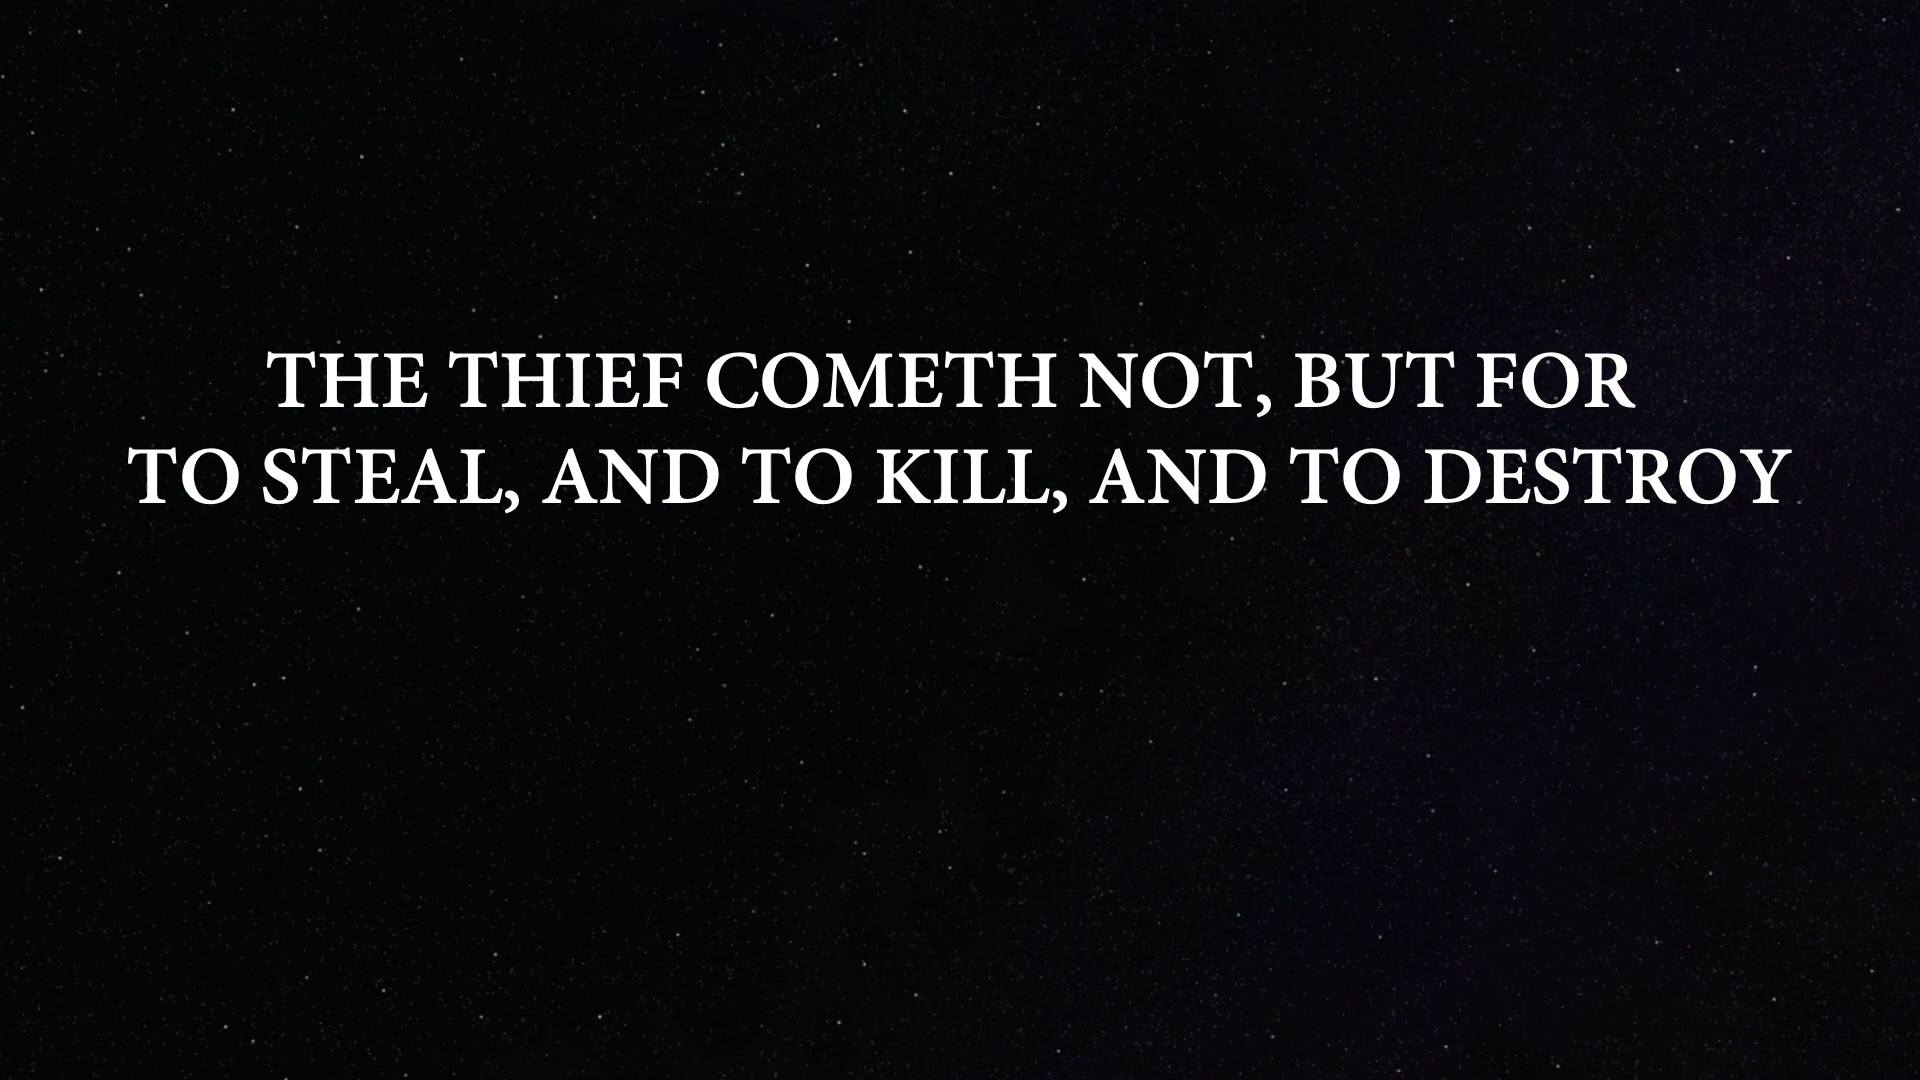 THE THIEF COMETH NOT, BUT FOR
TO STEAL, AND TO KILL, AND TO DESTROY